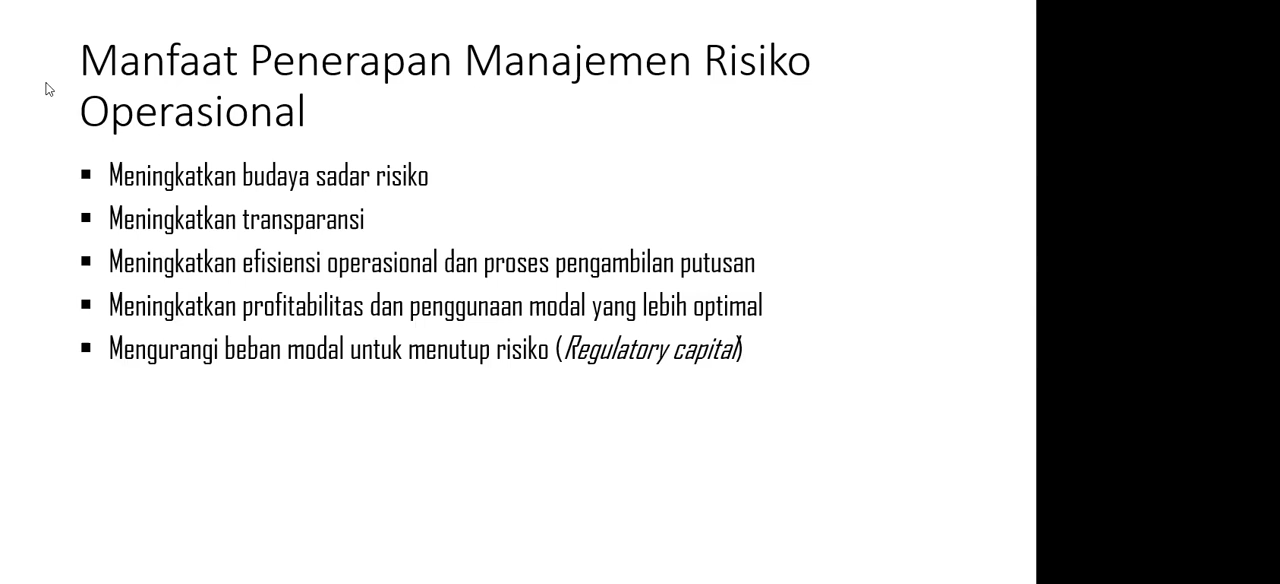 Manfaat Penerapan Manajemen Risiko
Operasional
▪ Meningkatkan budaya sadar risiko
▪ Meningkatkan transparansi
▪ Meningkatkan efisiensi operasional dan proses pengambilan putusan
▪ Meningkatkan profitabilitas dan penggunaan modal yang lebih optimal
▪ Mengurangi beban modal untuk menutup risiko (Regulatory capital)